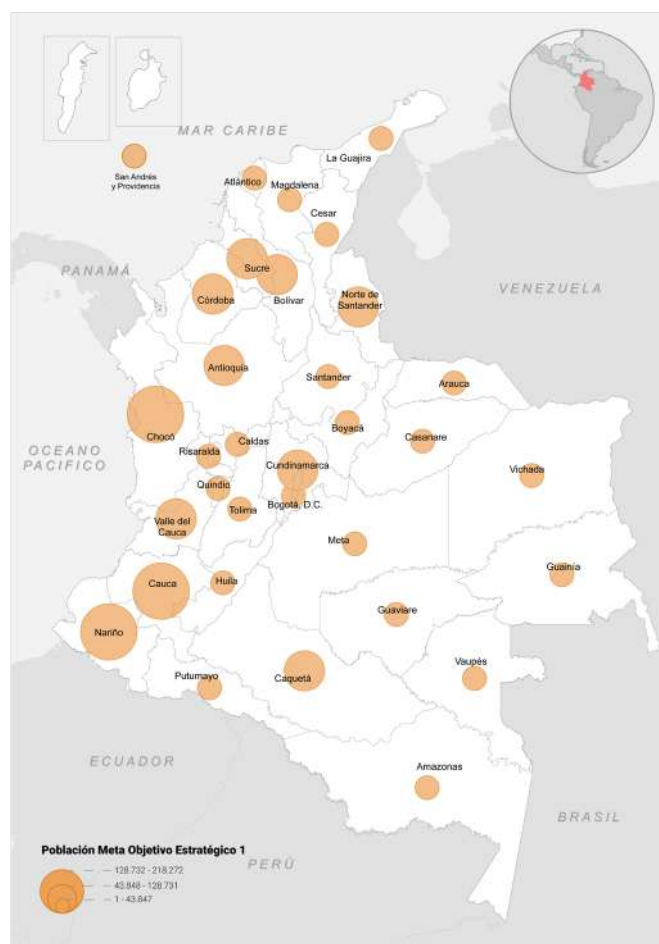 MAR CARIBE
La Guajira
San Andrés
y Providencia
Atlántico
Magdalena
Cesar
PANAMÁ
Sucre
VENEZUELA
Córdoba
Bolívar
Norte de
Santander
Antioquia
Santander
Arauca
Chocó
Boyacá
Caldas
Casanare
OCEANO
PACIFICO
Risaralda
Cundinamarca
Vichada
Quindío
Bogotá, D.C.
Valle del
Cauca
Tolima
Meta
Guainía
Cauca
Huila
Guaviare
Nariño
Vaupés
Putumayo
Caquetá
ECUADOR
Amazonas
BRASIL
Población Meta Objetivo Estratégico 1
PERÚ
128.732 - 218.272
43.848 - 128.731
1 - 43.847